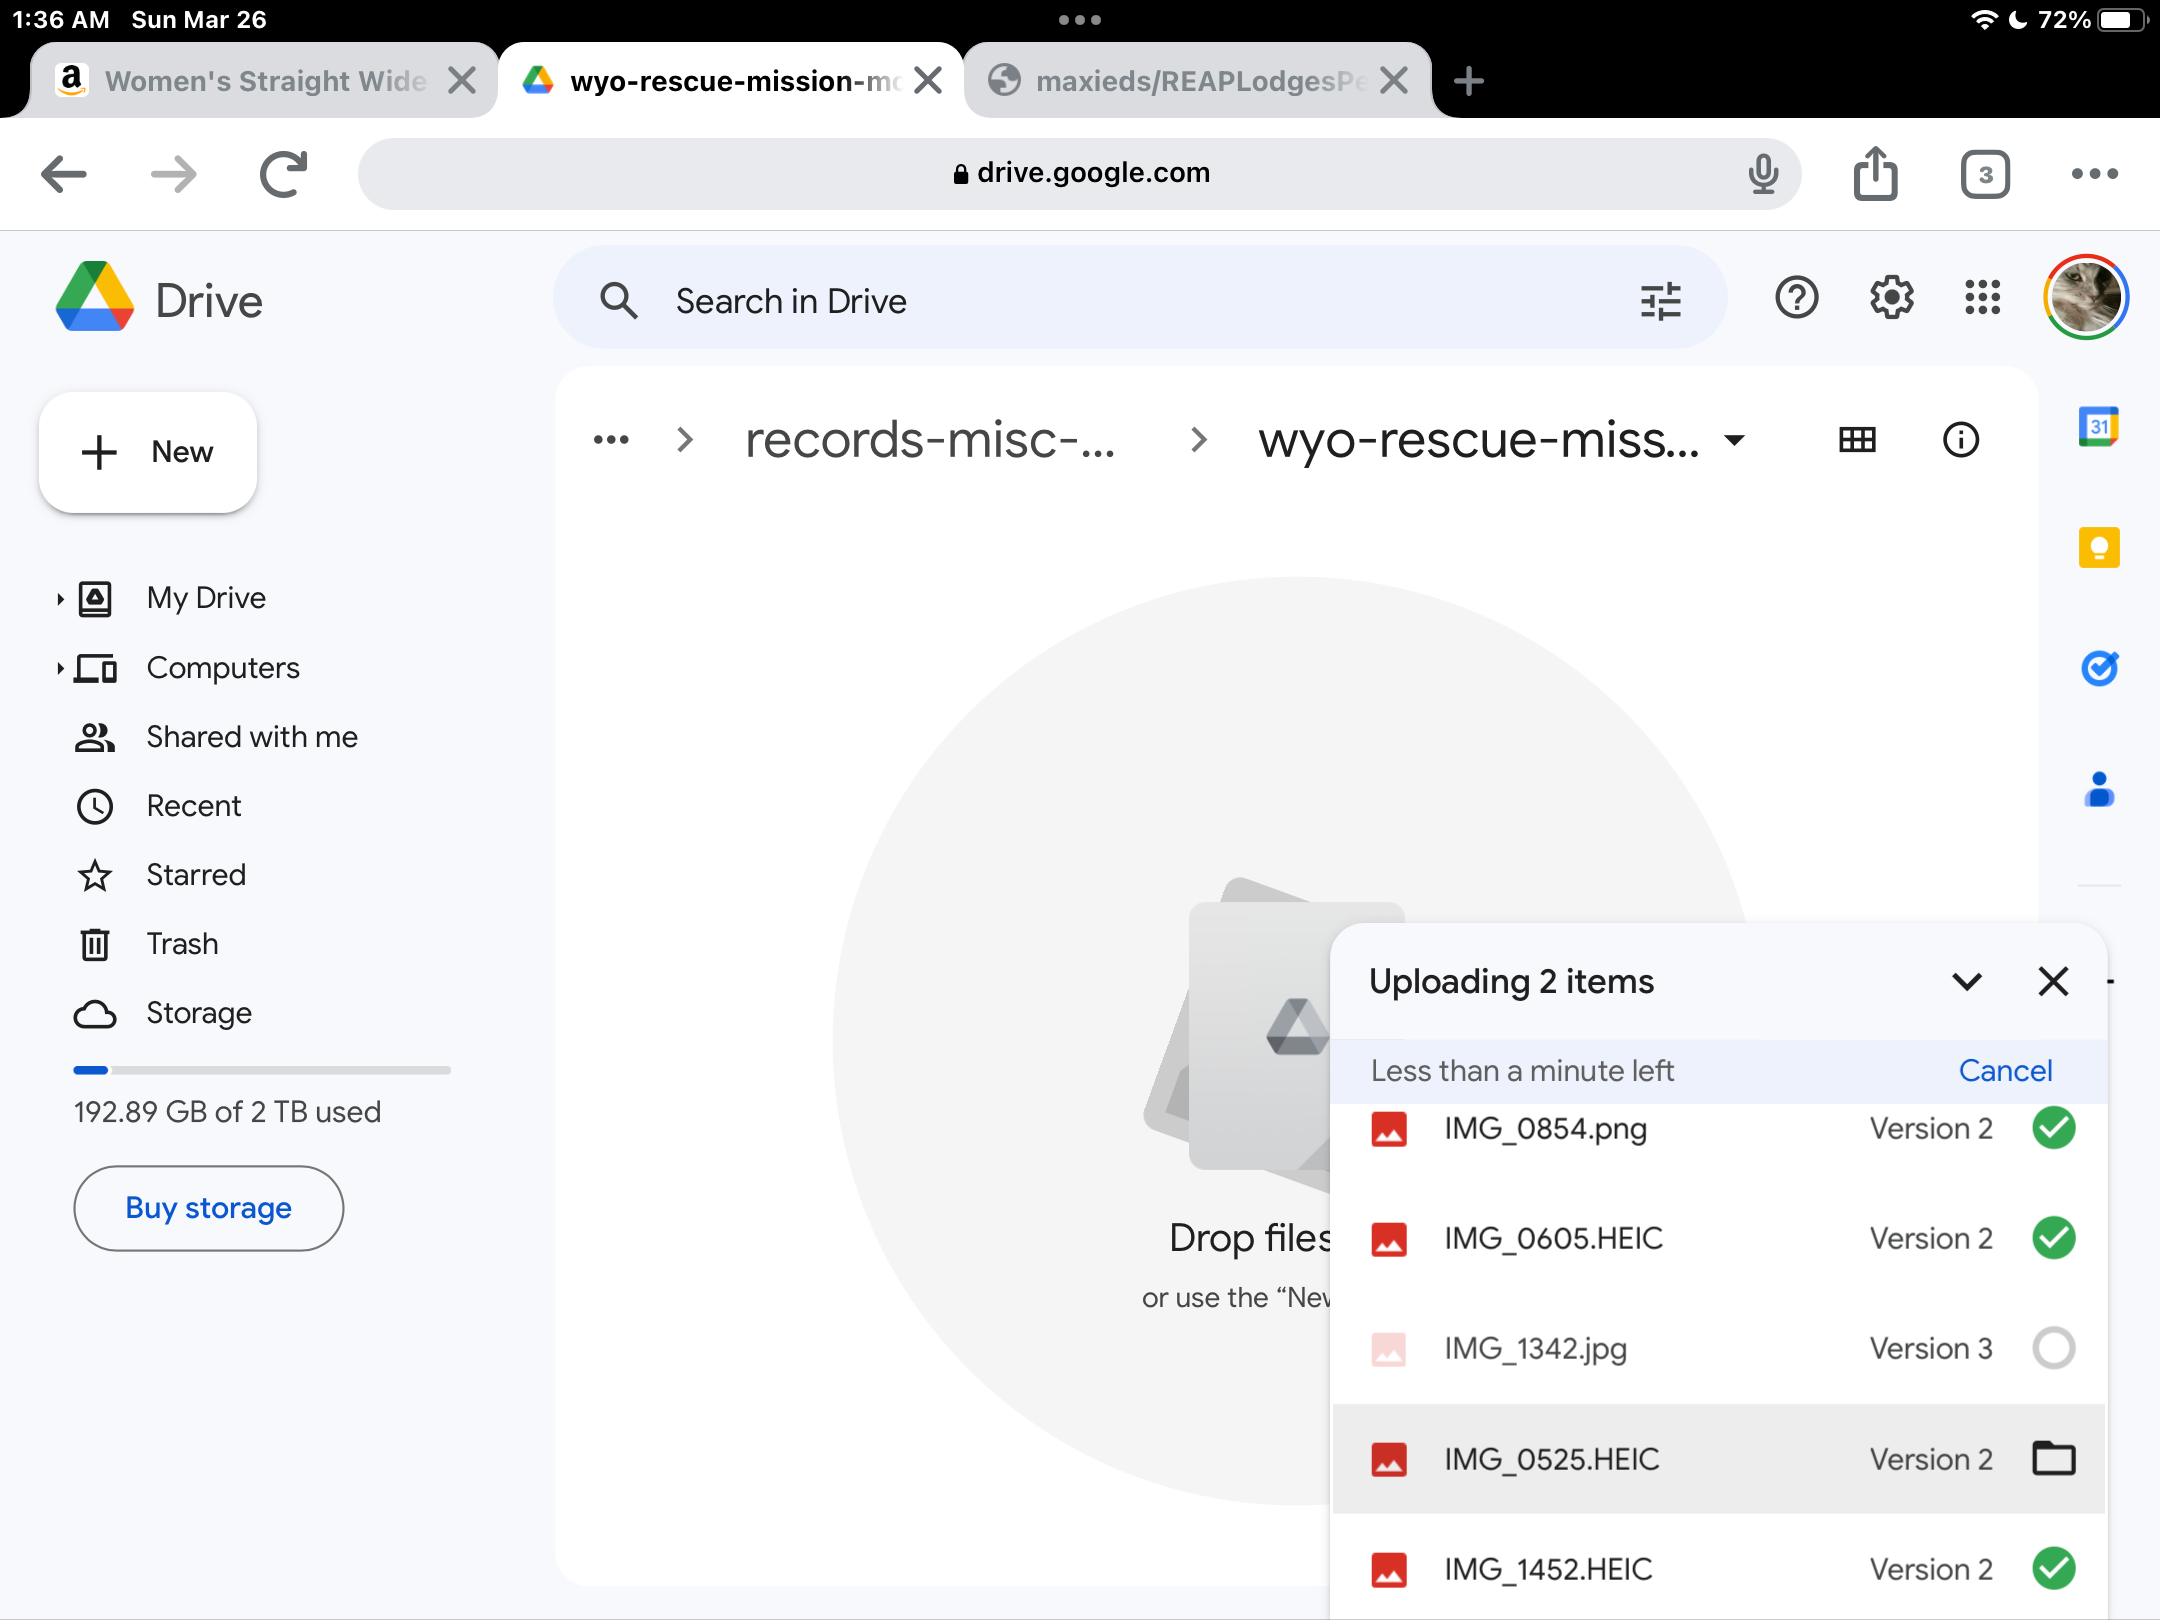 1:36 AM Sun Mar 26
72%
Women's Straight Wide
wyo-rescue-mission-mo
maxieds/REAPLodgesPe
drive.google.com
3
Drive
Search in Drive
New
records-misc-...
wyo-rescue-miss...
31
My Drive
Computers
Shared with me
Recent
Starred
Trash
Storage
192.89 GB of 2 TB used
Buy storage
Drop files
or use the “New
Uploading 2 items
Less than a minute left
Cancel
IMG_0854.png Version 2
IMG_0605.HEIC Version 2
IMG_1342.jpg Version 3
IMG_0525.HEIC Version 2
IMG_1452.HEIC Version 2